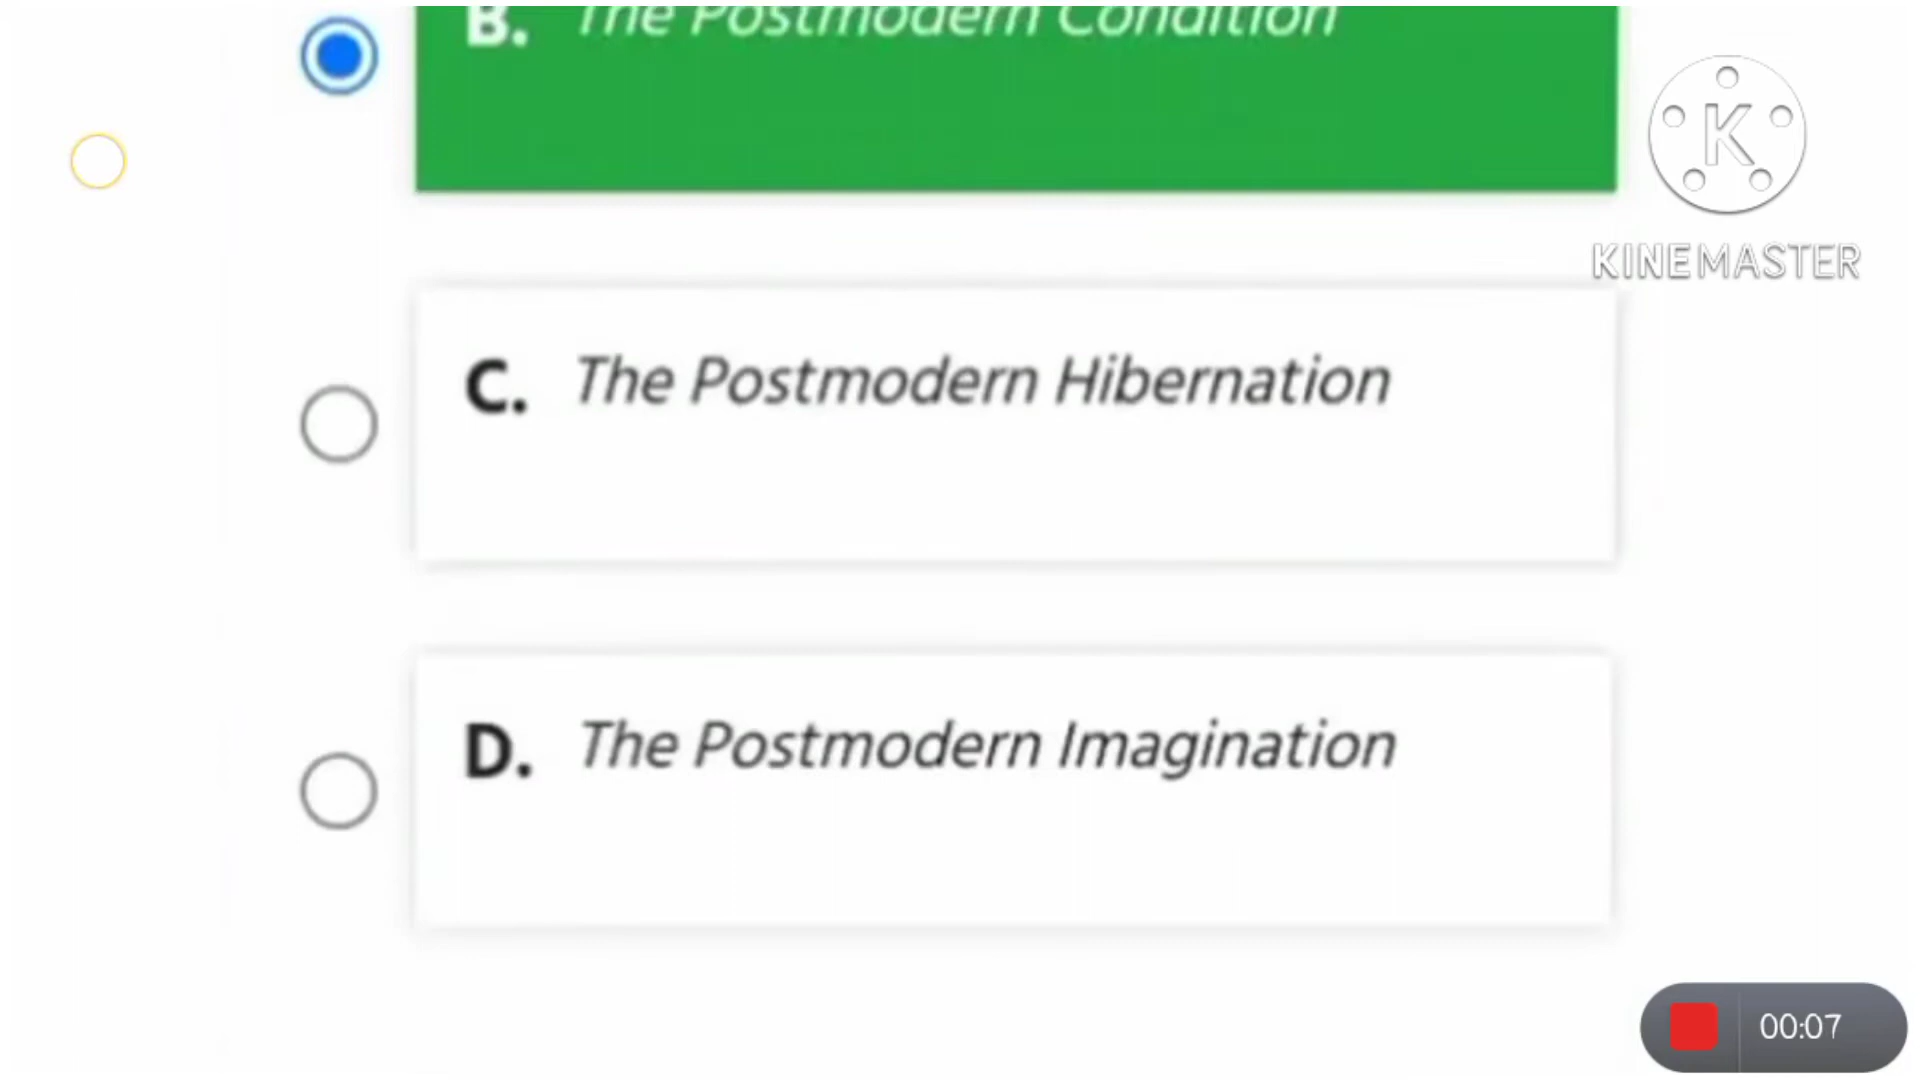 B. The Postmodern Condition
K
KINEMASTER
C. The Postmodern Hibernation
D. The Postmodern Imagination
00:07